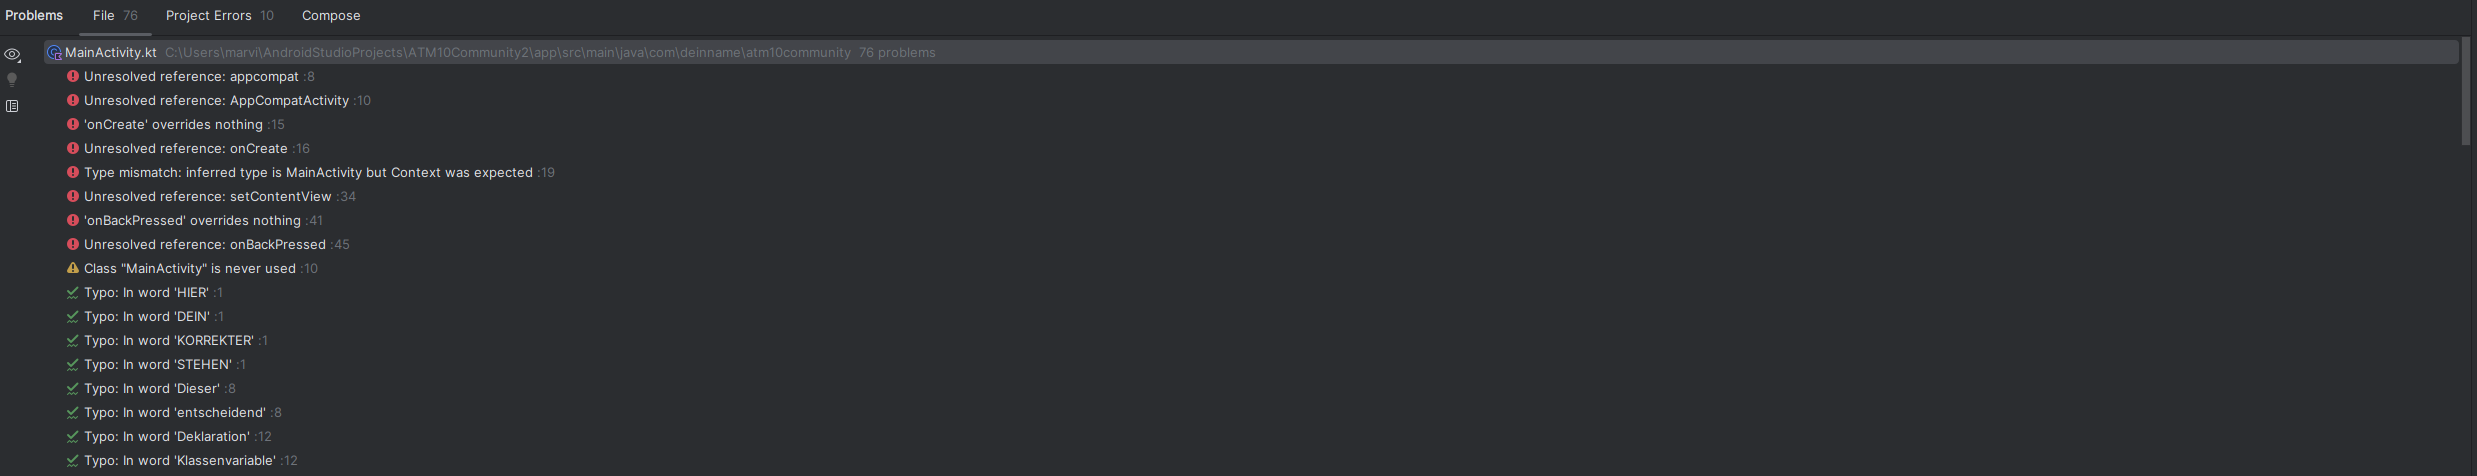 Problems File 76 Project Errors 10 Compose
MainActivity.kt C:\Users\marvi\AndroidStudioProjects\ATM10Community2\app\src\main\java\com\deinname\atm10community 76 problems
Unresolved reference: appcompat :8
Unresolved reference: AppCompatActivity :10
'onCreate' overrides nothing :15
Unresolved reference: onCreate :16
Type mismatch: inferred type is MainActivity but Context was expected :19
Unresolved reference: setContentView :34
'onBackPressed' overrides nothing :41
Unresolved reference: onBackPressed :45
Class "MainActivity" is never used :10
Typo: In word 'HIER' :1
Typo: In word 'DEIN' :1
Typo: In word 'KORREKTER' :1
Typo: In word 'STEHEN' :1
Typo: In word 'Dieser' :8
Typo: In word 'entscheidend' :8
Typo: In word 'Deklaration' :12
Typo: In word 'Klassenvariable' :12